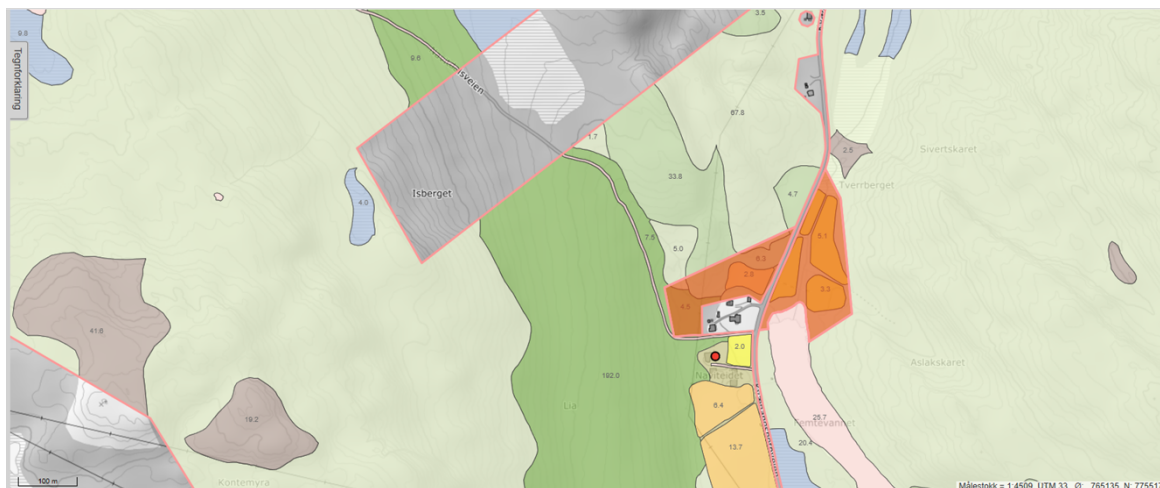 9.8
3.5
9.6
Isveien
67.8
Tegnforklaring
1.7
2.8
Sivertskaret
33.8
Tverrberget
4.7
Isberget
4.0
7.5
5.0
6.3
5.1
2.8
3.3
4.5
41.6
2.0
Aslakskaret
192.0
Lia
6.4
19.2
25.7
Femtevannet
20.4
13.7
Kontemyra
100 m
Målestokk = 1:4509, UTM 33, Ø: 765135, N: 775517